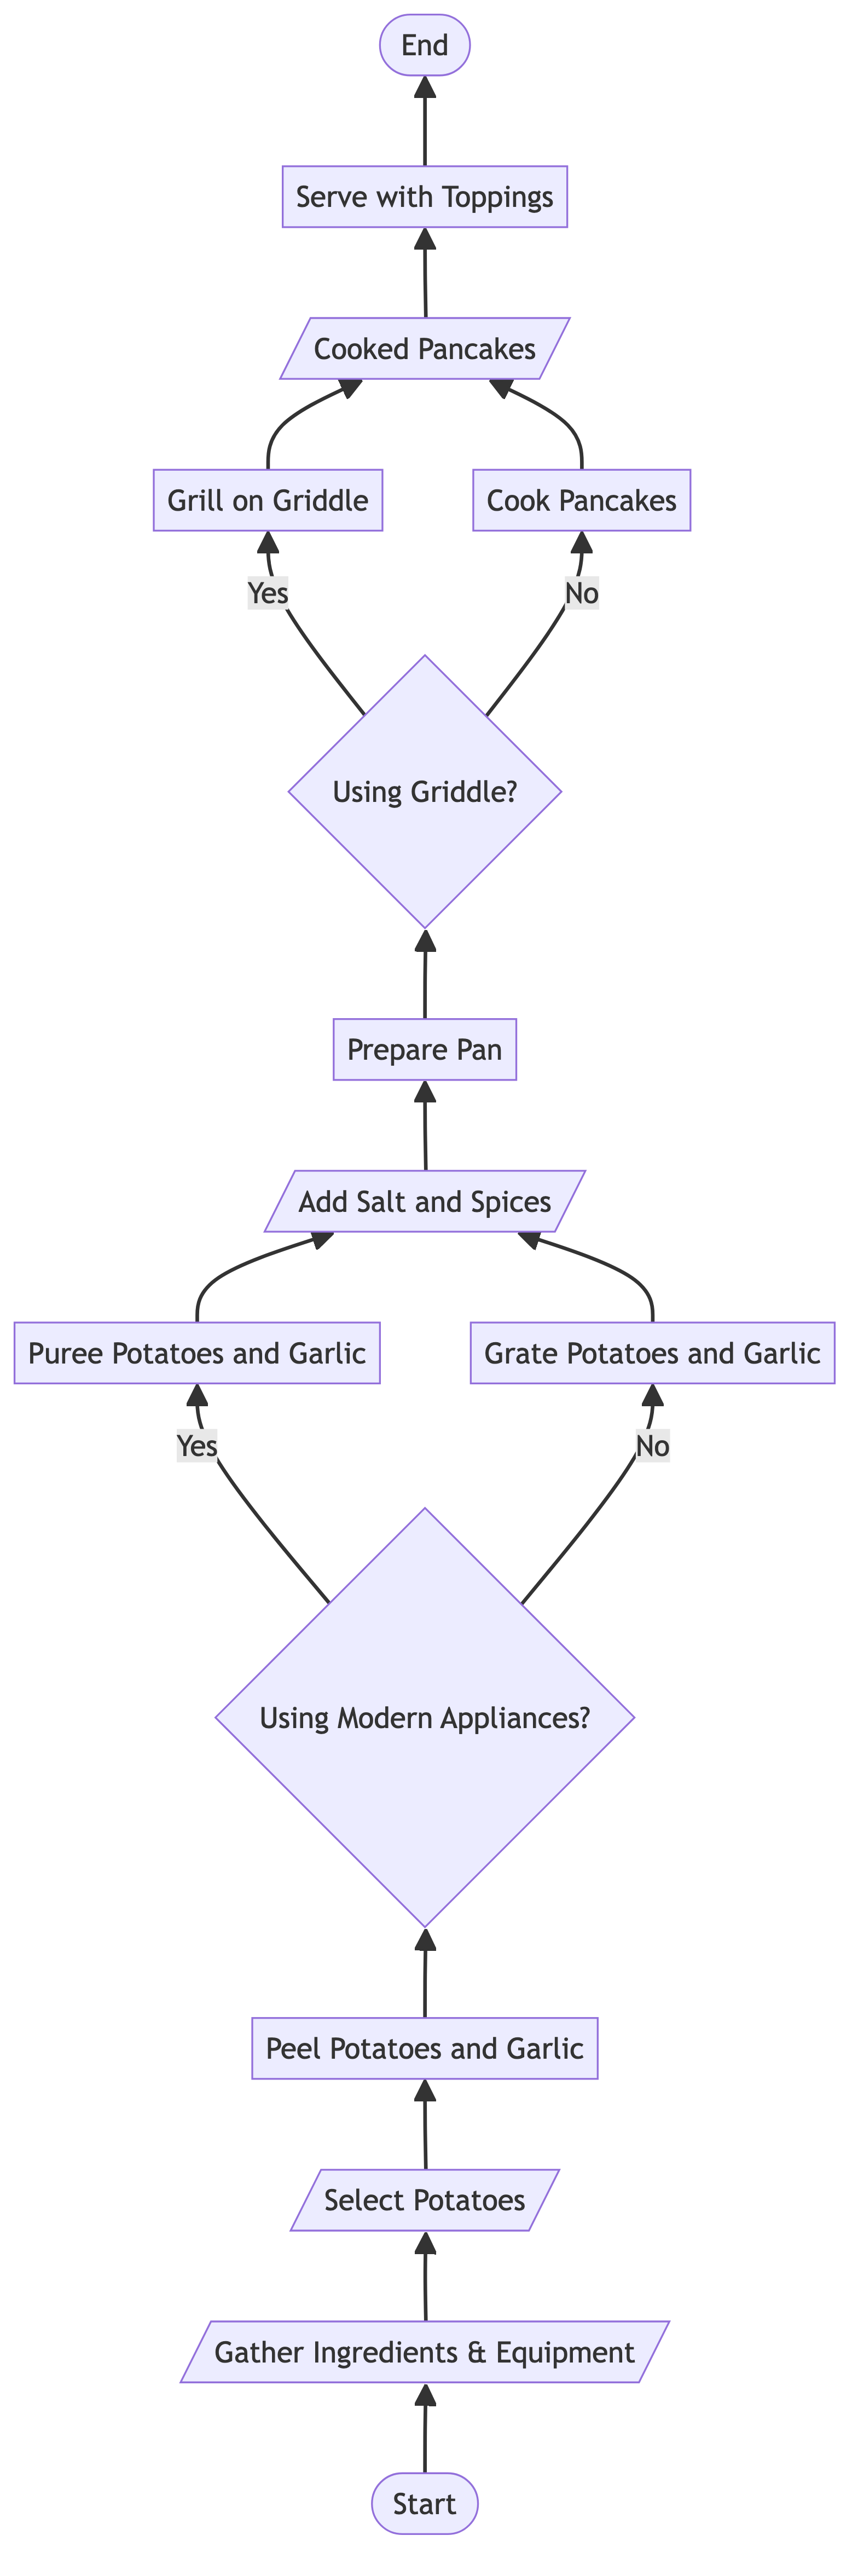 End
Serve with Toppings
Cooked Pancakes
Grill on Griddle
Cook Pancakes
Yes
No
Using Griddle?
Prepare Pan
Add Salt and Spices
Puree Potatoes and Garlic
Grate Potatoes and Garlic
Yes
No
Using Modern Appliances?
Peel Potatoes and Garlic
Select Potatoes
Gather Ingredients & Equipment
Start